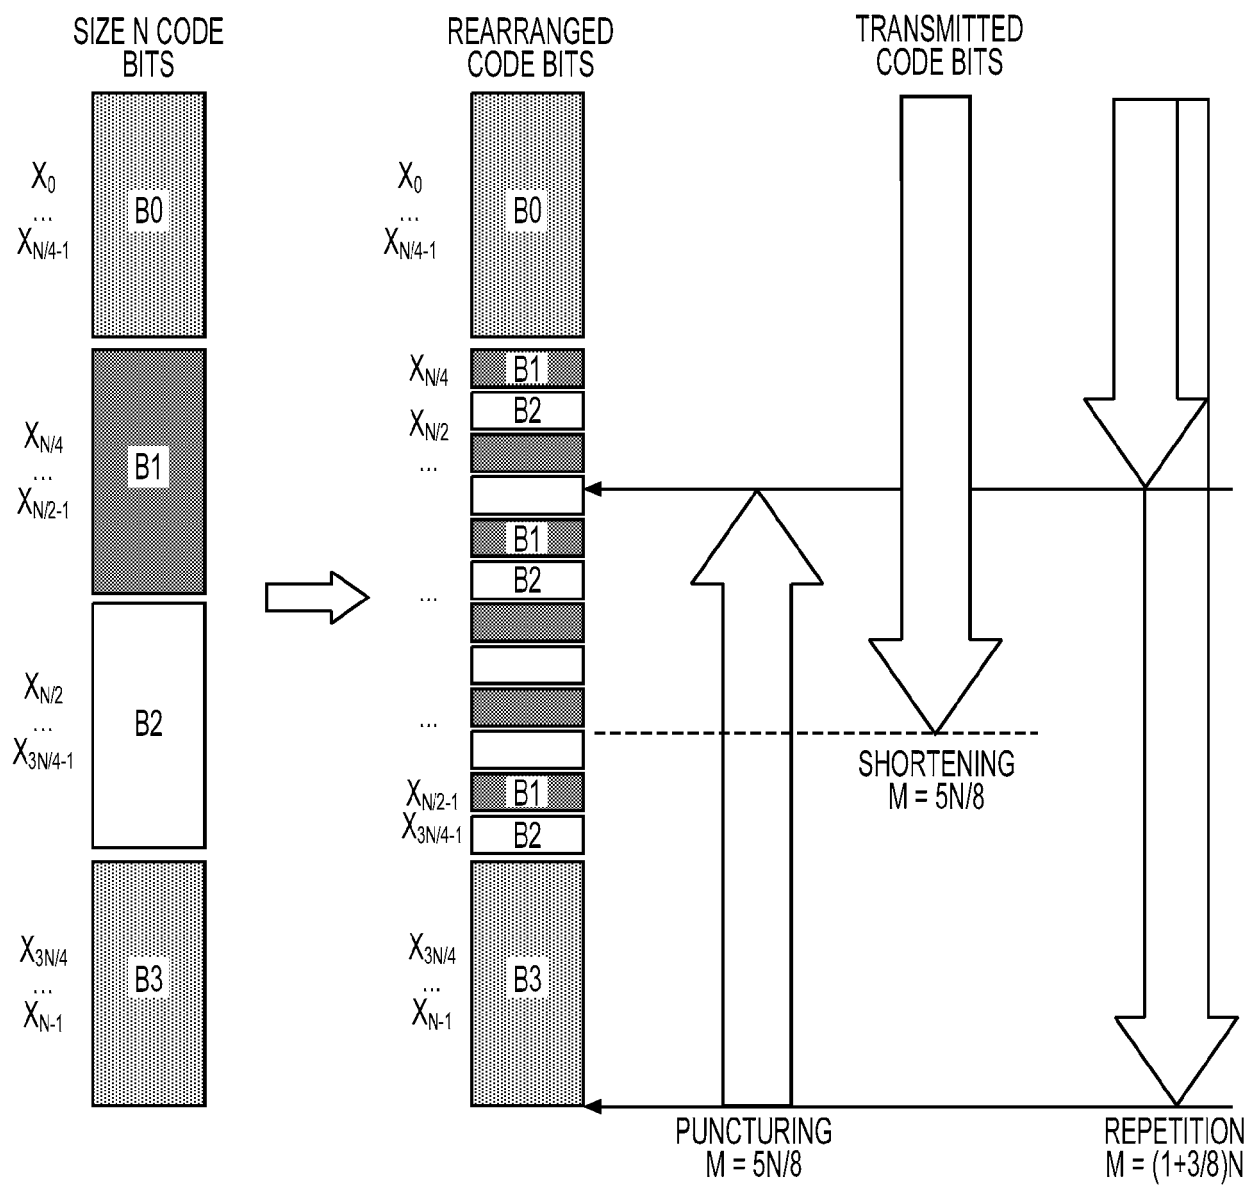 SIZE N CODE
BITS
X0
...
XN/4-1
B0
XN/4
...
XN/2-1
B1
XN/2
...
X3N/4-1
B2
X3N/4
...
XN-1
B3
REARRANGED
CODE BITS
X0
...
XN/4-1
B0
XN/4
B1
XN/2
B2
...
B1
B2
...
...
XN/2-1
B1
X3N/4-1
B2
X3N/4
...
XN-1
B3
TRANSMITTED
CODE BITS
SHORTENING
M = 5N/8
PUNCTURING
M = 5N/8
REPETITION
M = (1+3/8)N